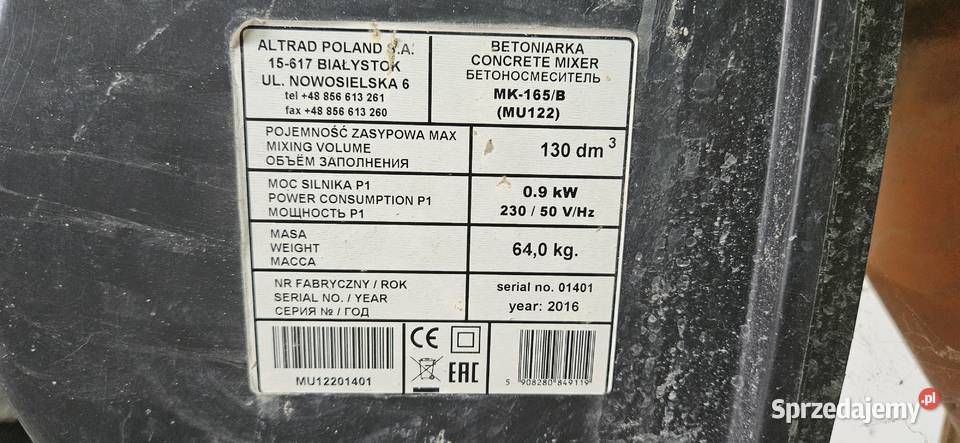 ALTRAD POLAND S.A.
15-617 BIAŁYSTOK
UL. NOWOSIELSKA 6
tel +48 856 613 261
fax +48 856 613 260
BETONIARKA
CONCRETE MIXER
БЕТОНОСМЕСИТЕЛЬ
MK-165/B
(MU122)
POJEMNOŚĆ ZASYPOWA MAX
MIXING VOLUME
ОБЪЁМ ЗАПОЛНЕНИЯ
130 dm³
MOC SILNIKA P1
POWER CONSUMPTION P1
МОЩНОСТЬ P1
0.9 kW
230 / 50 V/Hz
MASA
WEIGHT
МАССА
64,0 kg.
NR FABRYCZNY / ROK
SERIAL NO. / YEAR
СЕРИЯ № / ГОД
serial no. 01401
year: 2016
MU12201401
CE
EAC
5 908280 849119
Sprzedajemy.pl